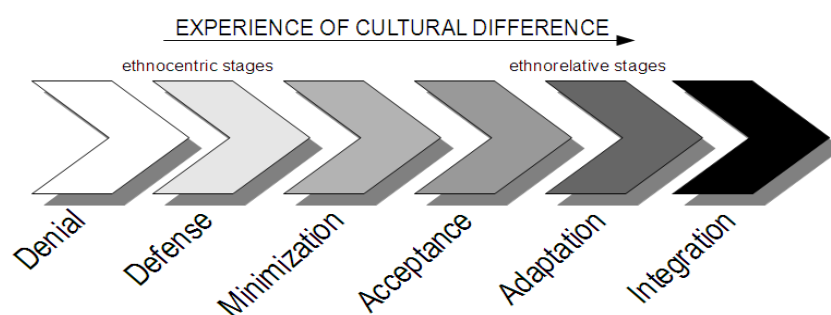 EXPERIENCE OF CULTURAL DIFFERENCE
ethnocentric stages
ethnorelative stages
Denial
Defense
Minimization
Acceptance
Adaptation
Integration